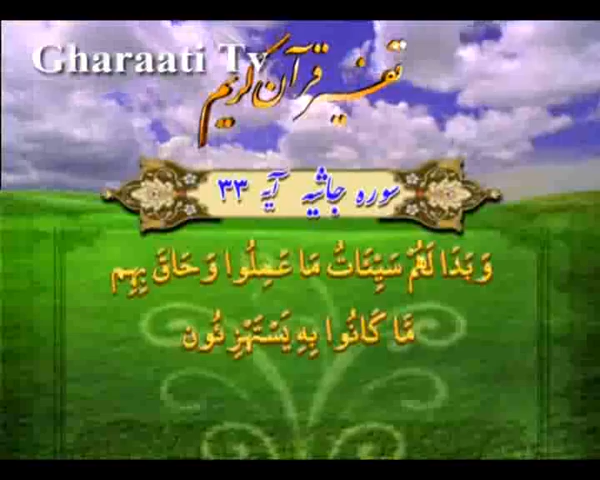 Gharaati Tv
تفسیر قرآن کریم
سوره جاثیه آیه ۳۳
وَبَدَا لَهُمْ سَيِّئَاتُ مَا عَمِلُوا وَحَاقَ بِهِم
مَّا كَانُوا بِهِ يَسْتَهْزِئُون